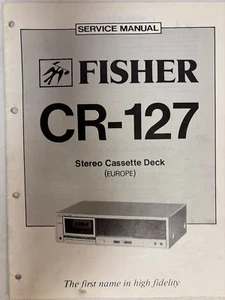 SERVICE MANUAL
FISHER
CR-127
Stereo Cassette Deck
(EUROPE)
The first name in high fidelity